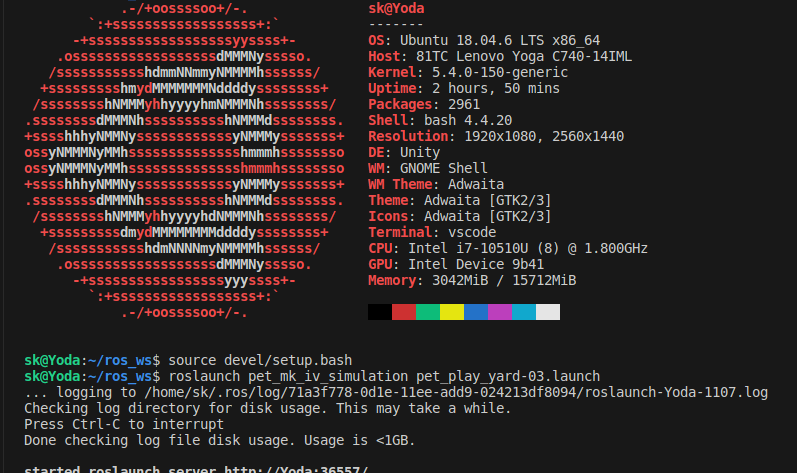 .-/+oossssoo+/-.
`:+ssssssssssssssssss+:`
-+ssssssssssssssssssyyssss+-
.ossssssssssssssssssdMMMNysssso.
/ssssssssssshdmmNNmmyNMMMMhssssss/
+ssssssssshmydMMMMMMMNddddyssssssss+
/sssssssshNMMMyhhyyyyhmNMMMNhssssssss/
.ssssssssdMMMNhsssssssssshNMMMdssssssss.
+sssshhhyNMMNyssssssssssssyNMMMysssssss+
ossyNMMMNyMMhsssssssssssssshmmmhssssssso
ossyNMMMNyMMhsssssssssssssshmmmhssssssso
+sssshhhyNMMNyssssssssssssyNMMMysssssss+
.ssssssssdMMMNhsssssssssshNMMMdssssssss.
/sssssssshNMMMyhhyyyyhdNMMMNhssssssss/
+sssssssssdmydMMMMMMMMddddyssssssss+
/ssssssssssshdmNNNNmyNMMMMhssssss/
.ossssssssssssssssssdMMMNysssso.
-+sssssssssssssssssyyyssss+-
`:+ssssssssssssssssss+:`
.-/+oossssoo+/-.
sk@Yoda
-------
OS: Ubuntu 18.04.6 LTS x86_64
Host: 81TC Lenovo Yoga C740-14IML
Kernel: 5.4.0-150-generic
Uptime: 2 hours, 50 mins
Packages: 2961
Shell: bash 4.4.20
Resolution: 1920x1080, 2560x1440
DE: Unity
WM: GNOME Shell
WM Theme: Adwaita
Theme: Adwaita [GTK2/3]
Icons: Adwaita [GTK2/3]
Terminal: vscode
CPU: Intel i7-10510U (8) @ 1.800GHz
GPU: Intel Device 9b41
Memory: 3042MiB / 15712MiB
sk@Yoda:~/ros_ws$ source devel/setup.bash
sk@Yoda:~/ros_ws$ roslaunch pet_mk_iv_simulation pet_play_yard-03.launch
... logging to /home/sk/.ros/log/71a3f778-0d1e-11ee-add9-024213df8094/roslaunch-Yoda-1107.log
Checking log directory for disk usage. This may take a while.
Press Ctrl-C to interrupt
Done checking log file disk usage. Usage is <1GB.
started roslaunch server http://Yoda:36557/